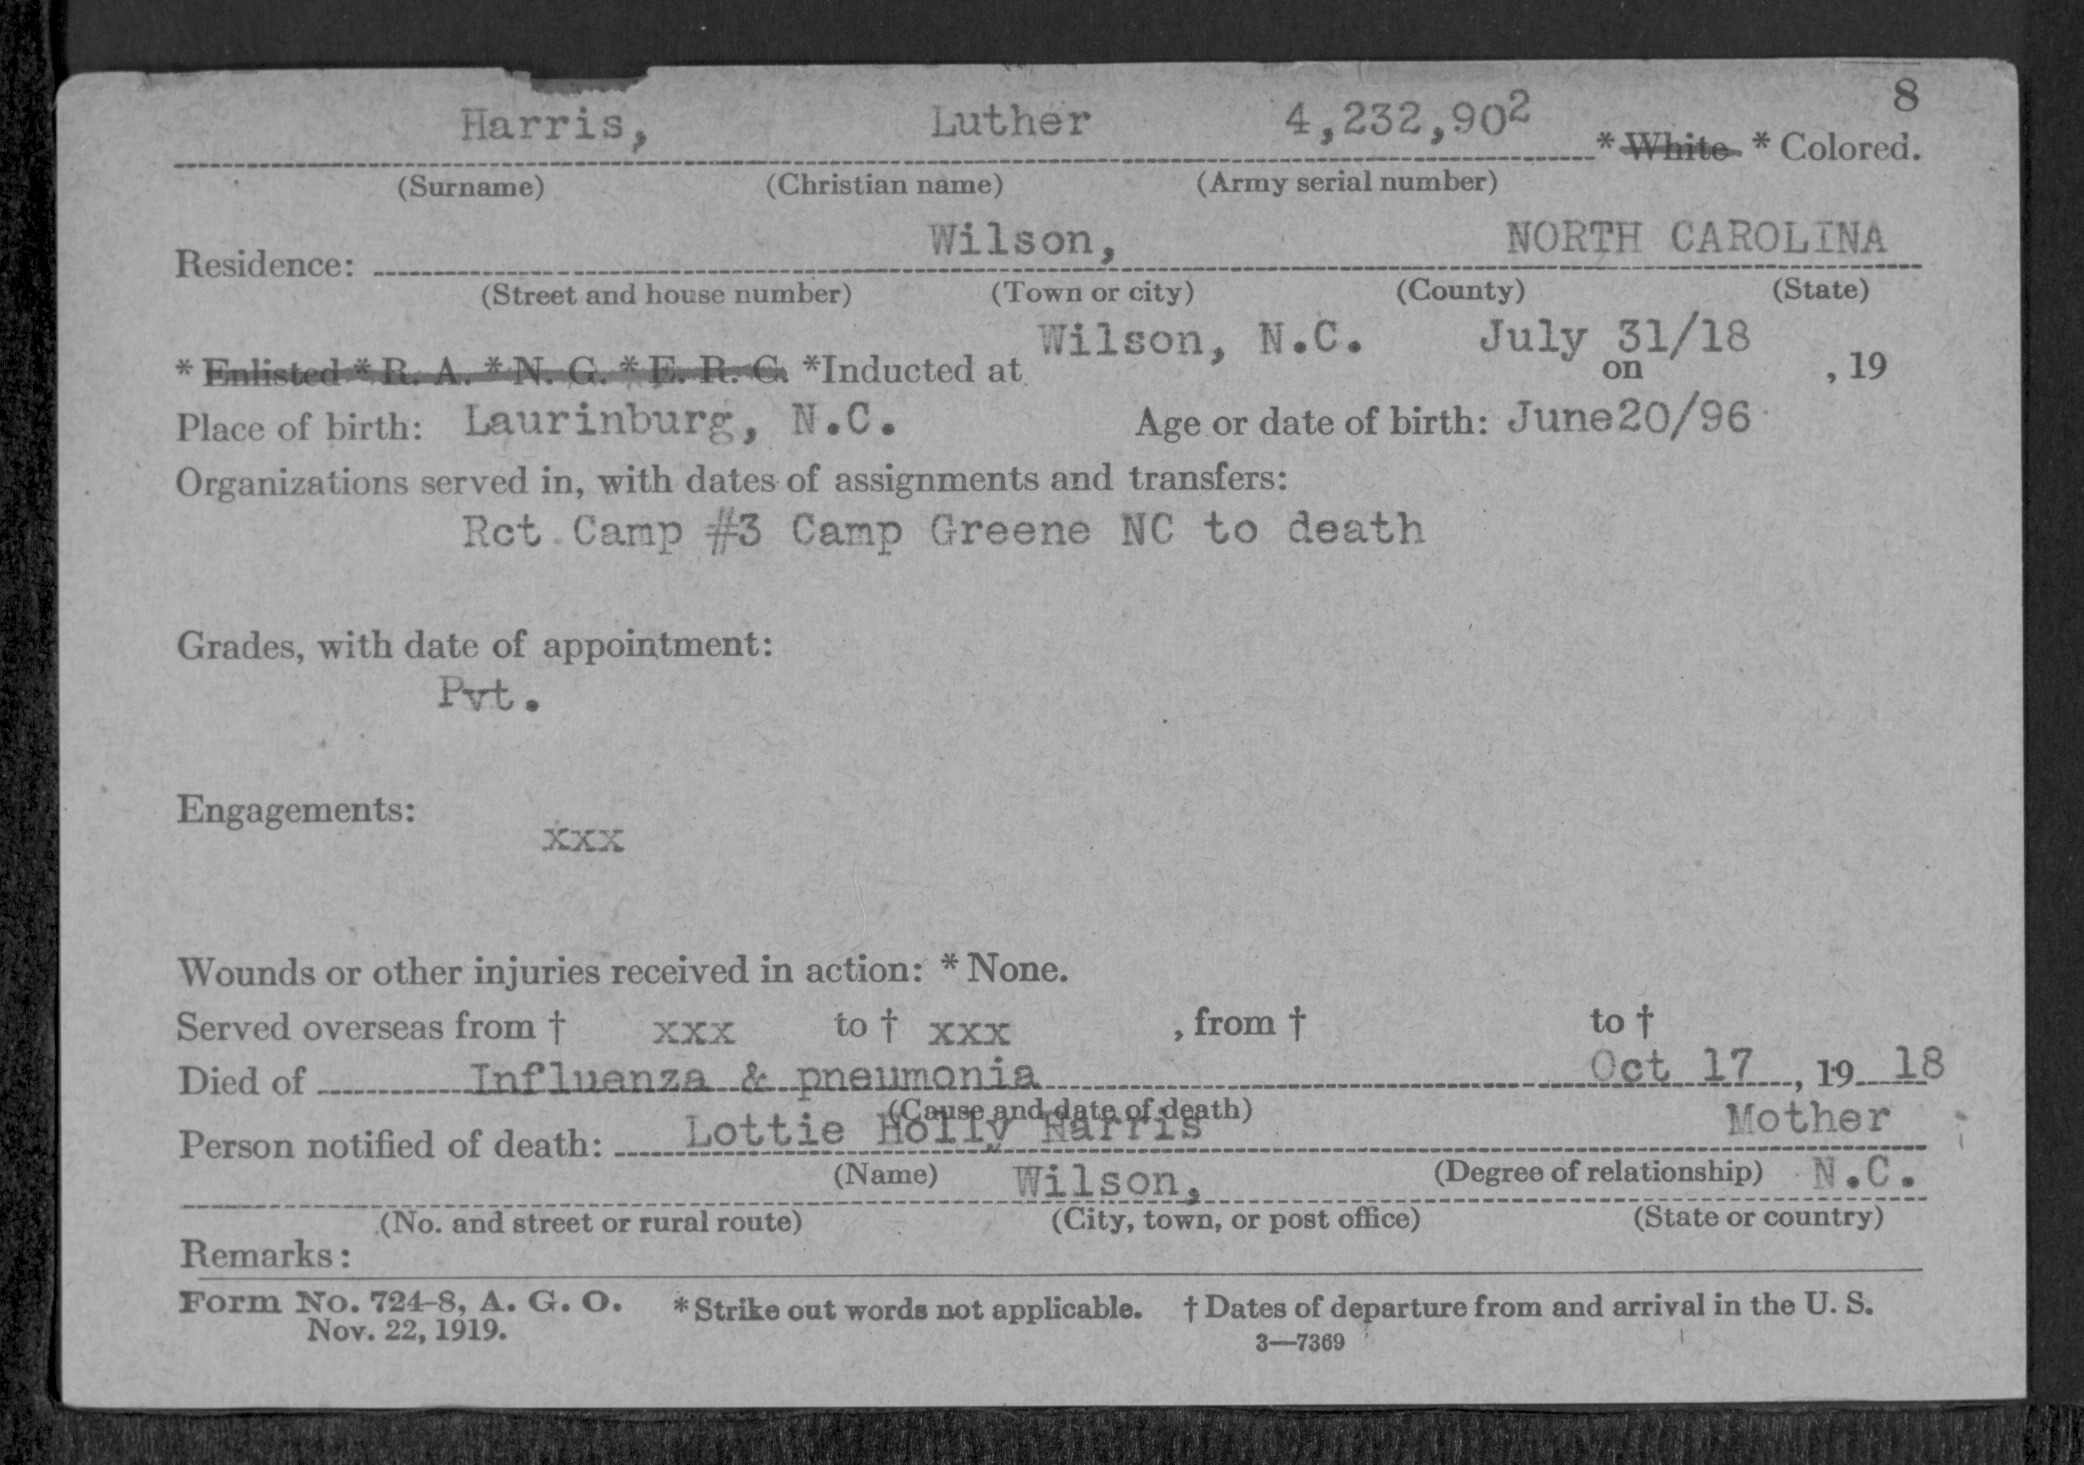 8
Harris, Luther 4,232,902 * White * Colored.
(Surname) (Christian name) (Army serial number)
Wilson, NORTH CAROLINA
Residence:
(Street and house number) (Town or city) (County) (State)
Wilson, N.C. July 31/18
* Enlisted * R. A. * N. G. * E. R. C. *Inducted at on , 19
Place of birth: Laurinburg, N.C. Age or date of birth: June20/96
Organizations served in, with dates of assignments and transfers:
Rct Camp #3 Camp Greene NC to death
Grades, with date of appointment:
Pvt.
Engagements:
xxx
Wounds or other injuries received in action: * None.
Served overseas from † xxx to † xxx , from † to †
Died of Influenza & pneumonia Oct 17 , 19 18
(Cause and date of death)
Person notified of death: Lottie Holly Harris Mother
(Name) (Degree of relationship)
Wilson, N.C.
(No. and street or rural route) (City, town, or post office) (State or country)
Remarks:
Form No. 724-8, A. G. O. * Strike out words not applicable. † Dates of departure from and arrival in the U. S.
Nov. 22, 1919. 3—7369